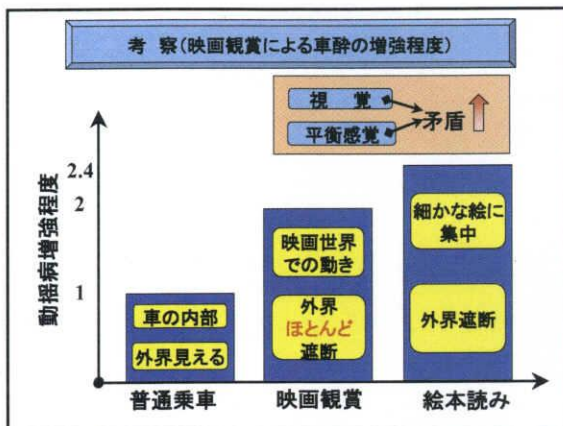 考 察(映画観賞による車酔の増強程度)
視 覚
平衡感覚
矛盾
動揺病増強程度
2.4
2
1
車の内部
外界見える
映画世界
での動き
外界
ほとんど
遮断
細かな絵に
集中
外界遮断
普通乗車
映画観賞
絵本読み